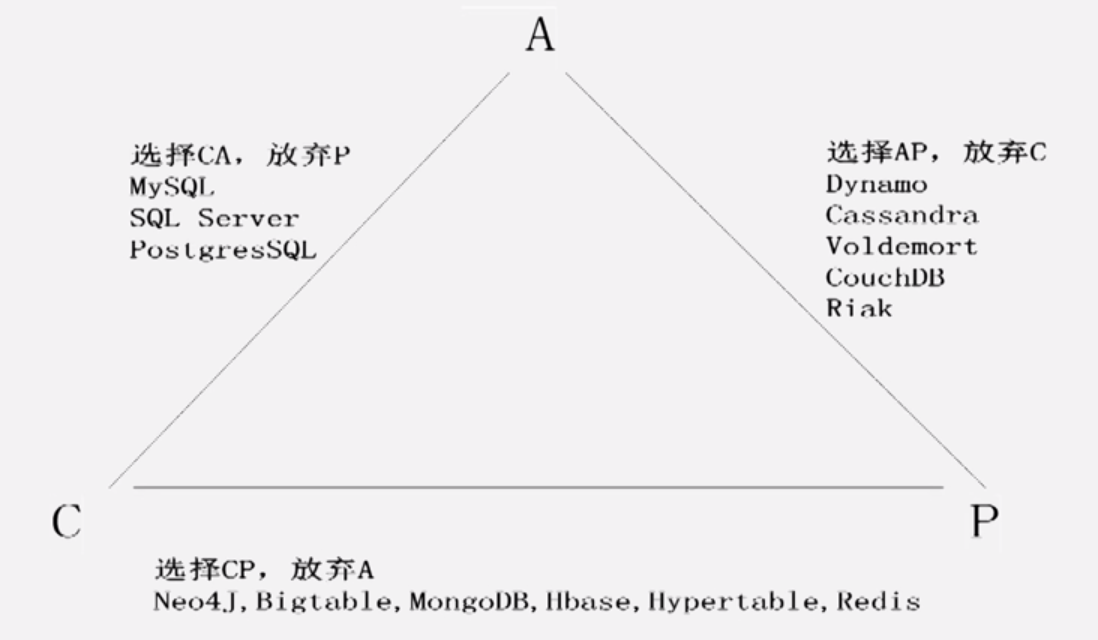 A
选择CA，放弃P
MySQL
SQL Server
PostgresSQL
选择AP，放弃C
Dynamo
Cassandra
Voldemort
CouchDB
Riak
C
P
选择CP，放弃A
Neo4J,Bigtable,MongoDB,Hbase,Hypertable,Redis